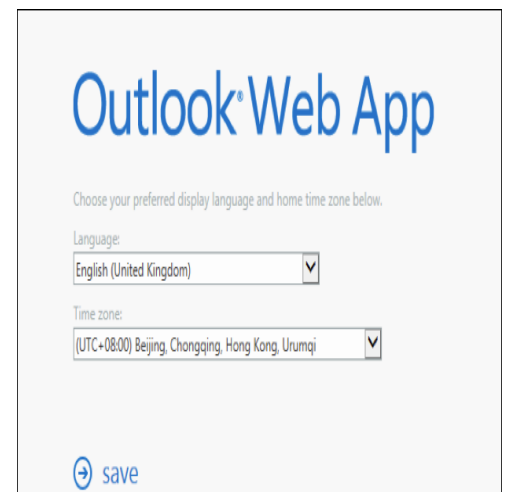 Outlook® Web App
Choose your preferred display language and home time zone below.
Language:
English (United Kingdom)
Time zone:
(UTC+08:00) Beijing, Chongqing, Hong Kong, Urumqi
save